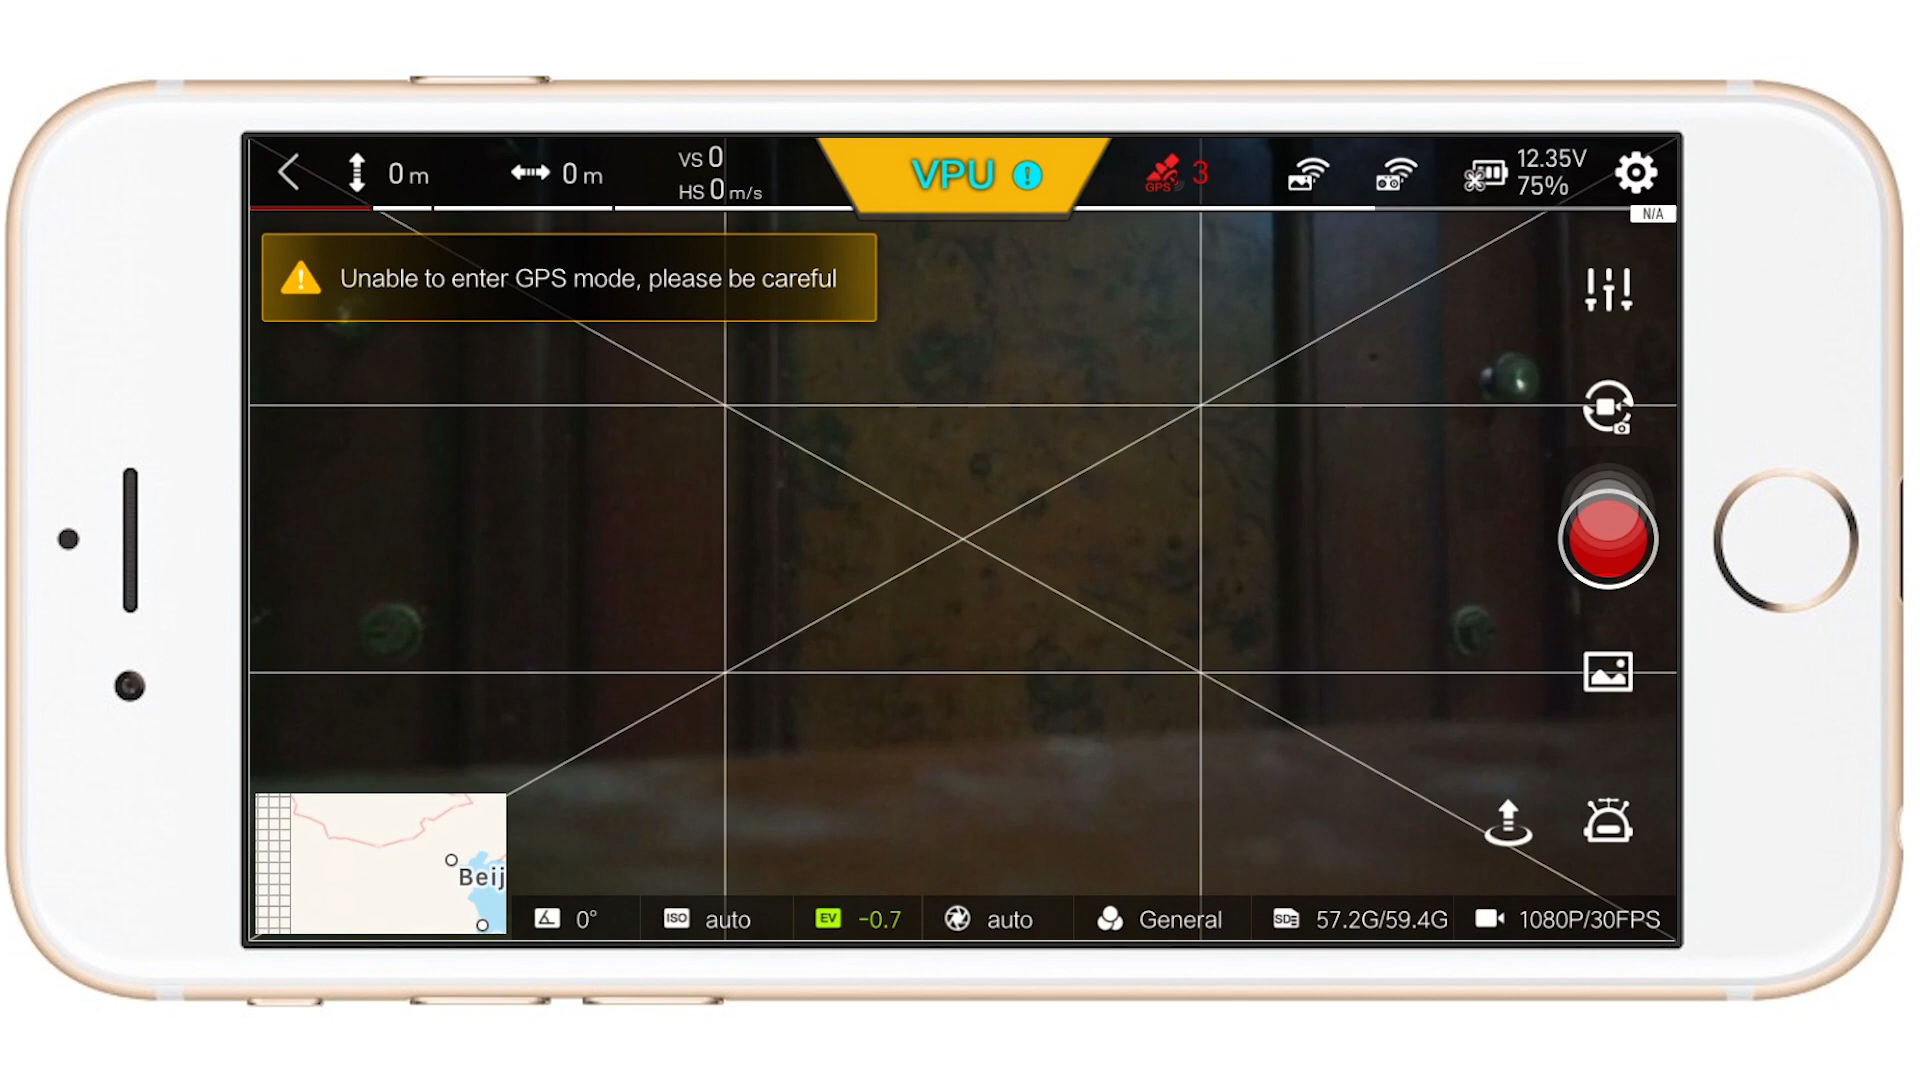 0 m
0 m
VS 0
HS 0 m/s
VPU
GPS 3
12.35V
75%
N/A
Unable to enter GPS mode, please be careful
Beij
0°
ISO auto
EV -0.7
auto
General
SD 57.2G/59.4G
1080P/30FPS